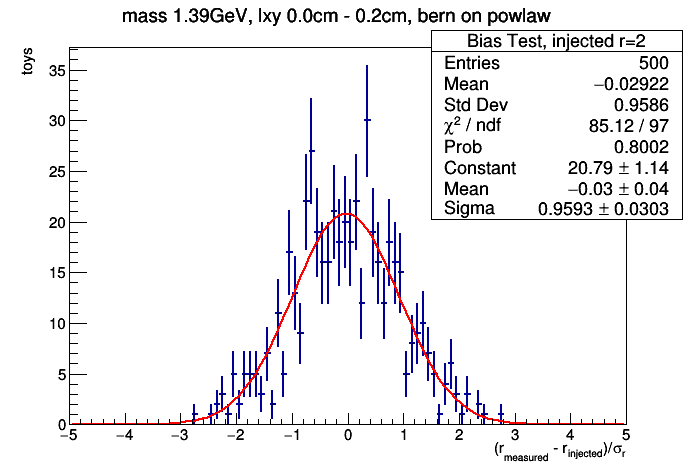 mass 1.39GeV, lxy 0.0cm - 0.2cm, bern on powlaw
Bias Test, injected r=2
Entries 500
Mean −0.02922
Std Dev 0.9586
χ² / ndf 85.12 / 97
Prob 0.8002
Constant 20.79 ± 1.14
Mean −0.03 ± 0.04
Sigma 0.9593 ± 0.0303
toys
35
30
25
20
15
10
5
0
−5 −4 −3 −2 −1 0 1 2 3 4 5
(r_measured - r_injected)/σ_r